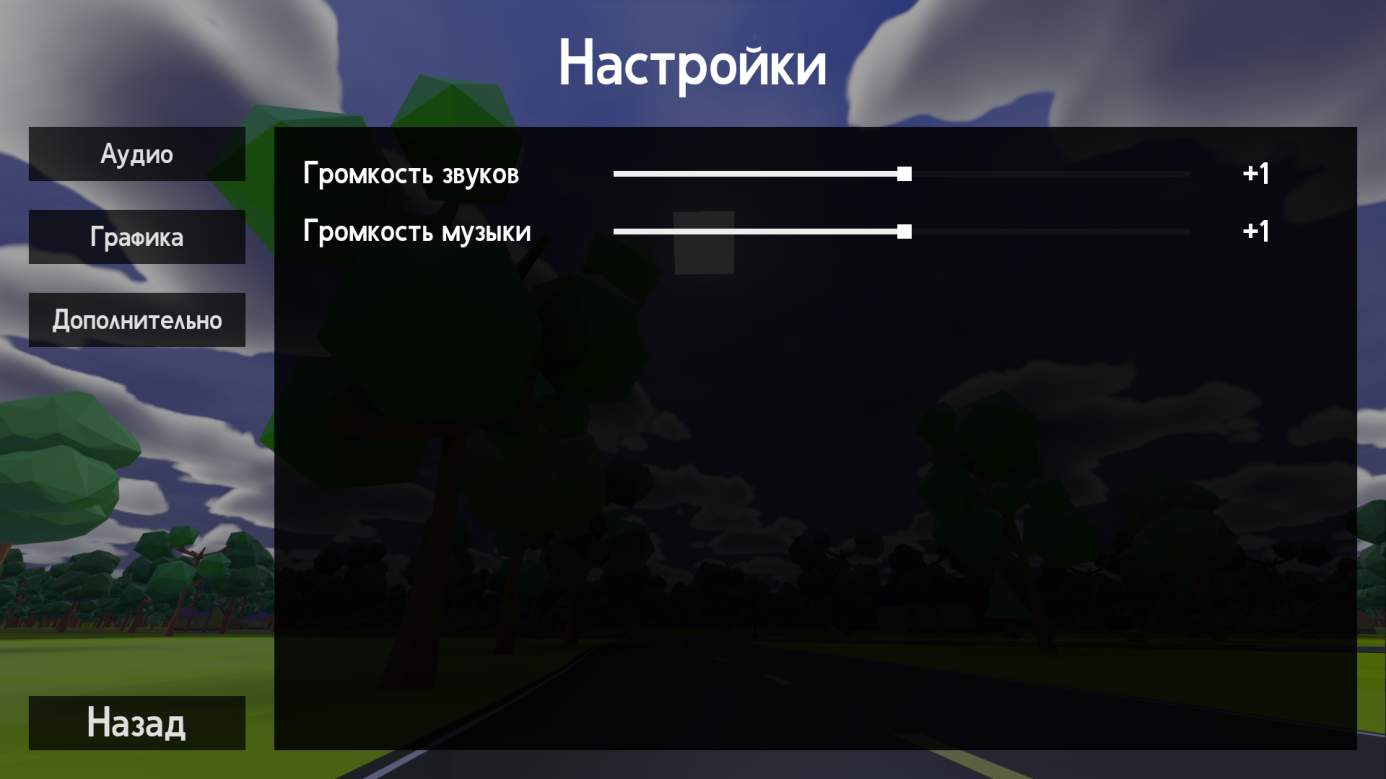 Настройки
Аудио
Графика
Дополнительно
Назад
Громкость звуков +1
Громкость музыки +1